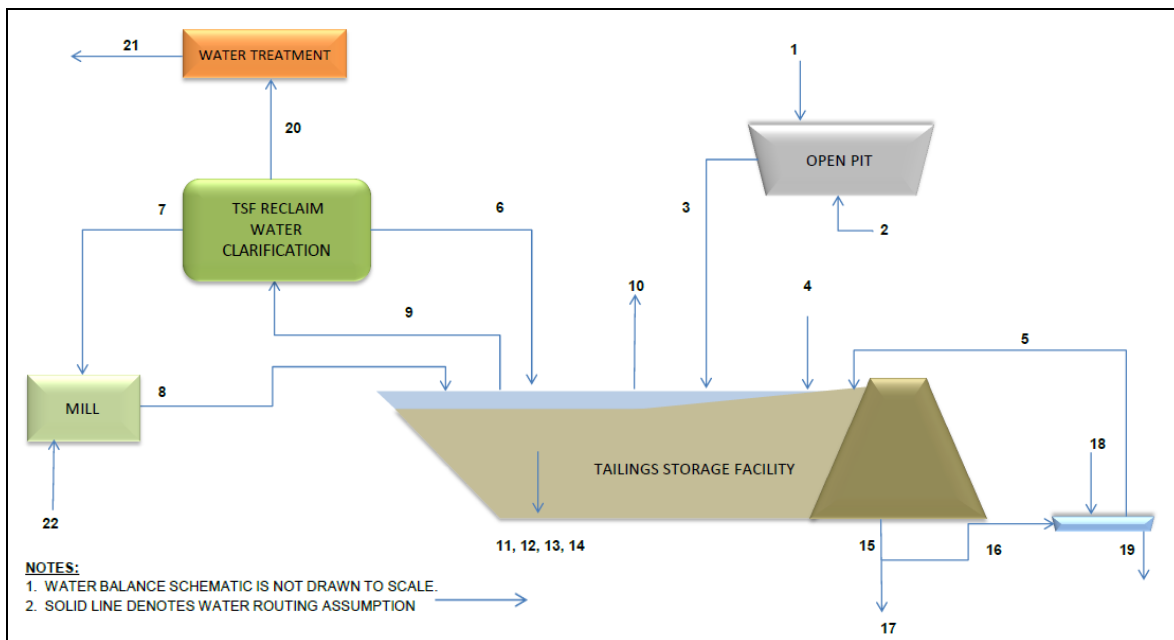 21
WATER TREATMENT
1
20
OPEN PIT
7
TSF RECLAIM
WATER
CLARIFICATION
6
3
2
10
4
9
5
8
MILL
TAILINGS STORAGE FACILITY
18
22
11, 12, 13, 14
15
16
19
17
NOTES:
1. WATER BALANCE SCHEMATIC IS NOT DRAWN TO SCALE.
2. SOLID LINE DENOTES WATER ROUTING ASSUMPTION